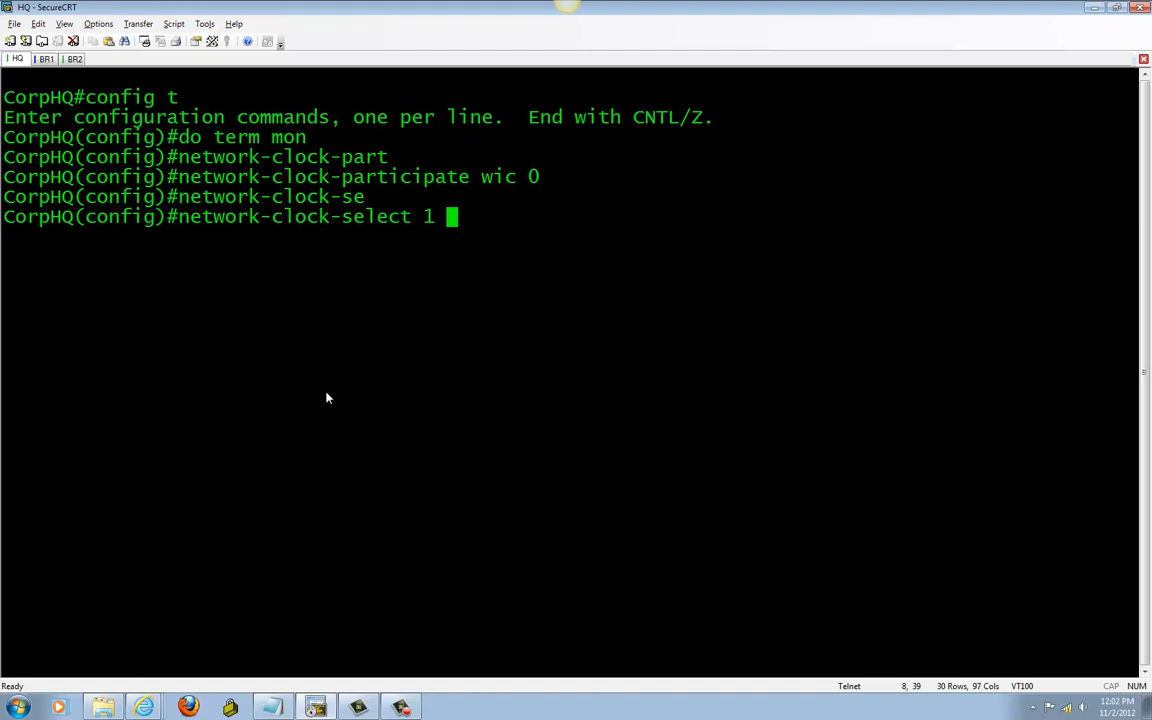 HQ - SecureCRT
File Edit View Options Transfer Script Tools Help
HQ BR1 BR2
CorpHQ#config t
Enter configuration commands, one per line.  End with CNTL/Z.
CorpHQ(config)#do term mon
CorpHQ(config)#network-clock-part
CorpHQ(config)#network-clock-participate wic 0
CorpHQ(config)#network-clock-se
CorpHQ(config)#network-clock-select 1
Ready Telnet 8, 39 30 Rows, 97 Cols VT100 CAP NUM
12:02 PM
11/2/2012